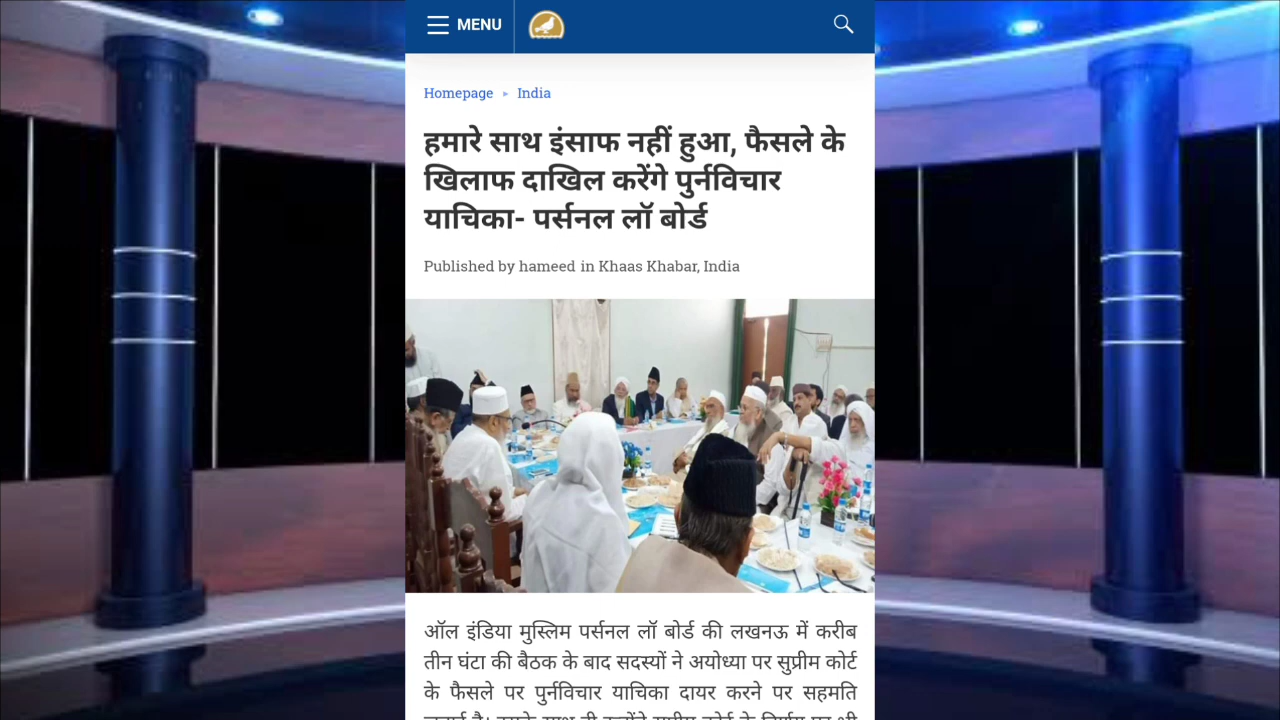 MENU
Homepage ▸ India
हमारे साथ इंसाफ नहीं हुआ, फैसले के
खिलाफ दाखिल करेंगे पुर्नविचार
याचिका- पर्सनल लॉ बोर्ड
Published by hameed in Khaas Khabar, India
ऑल इंडिया मुस्लिम पर्सनल लॉ बोर्ड की लखनऊ में करीब
तीन घंटा की बैठक के बाद सदस्यों ने अयोध्या पर सुप्रीम कोर्ट
के फैसले पर पुर्नविचार याचिका दायर करने पर सहमति